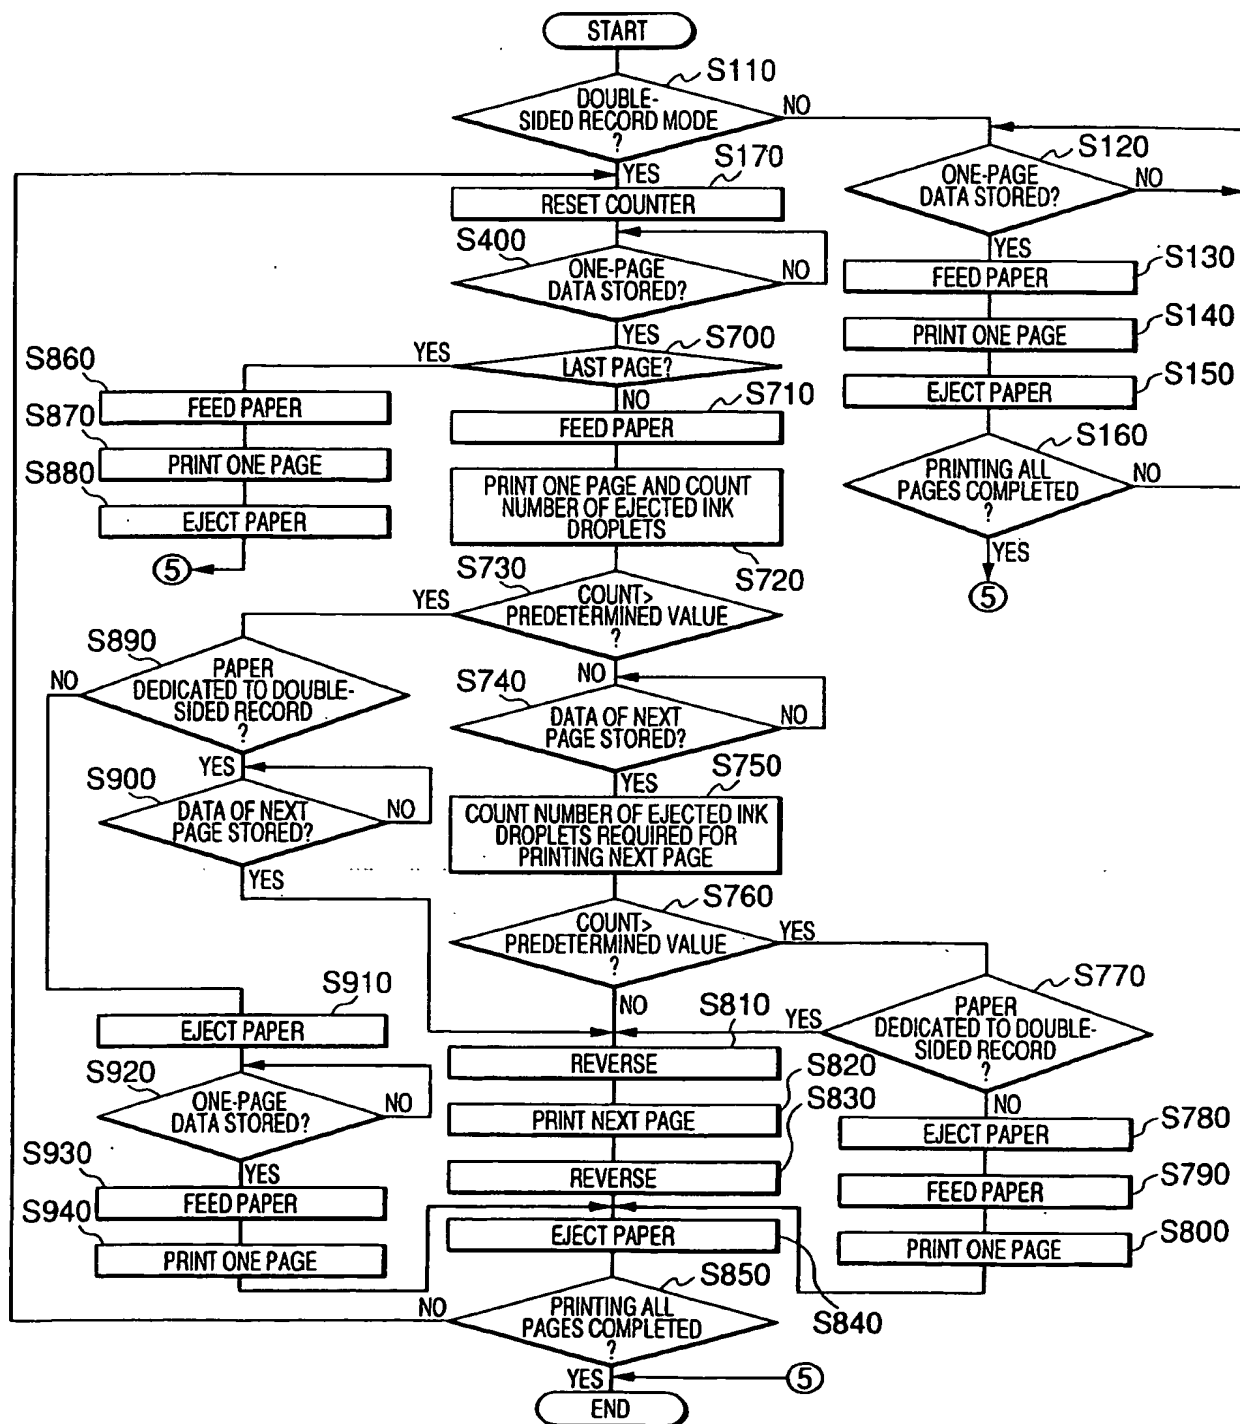 START
S110
DOUBLE-
SIDED RECORD MODE
?
NO
YES
S170
RESET COUNTER
S120
ONE-PAGE
DATA STORED?
NO
YES
S130
FEED PAPER
S140
PRINT ONE PAGE
S150
EJECT PAPER
S160
PRINTING ALL
PAGES COMPLETED
?
NO
YES
5
S400
ONE-PAGE
DATA STORED?
NO
YES
S700
LAST PAGE?
YES
NO
S860
FEED PAPER
S870
PRINT ONE PAGE
S880
EJECT PAPER
5
S710
FEED PAPER
PRINT ONE PAGE AND COUNT
NUMBER OF EJECTED INK
DROPLETS
S720
S730
COUNT>
PREDETERMINED VALUE
?
YES
NO
S890
PAPER
DEDICATED TO DOUBLE-
SIDED RECORD
?
NO
YES
S900
DATA OF NEXT
PAGE STORED?
NO
YES
S740
DATA OF NEXT
PAGE STORED?
NO
YES
S750
COUNT NUMBER OF EJECTED INK
DROPLETS REQUIRED FOR
PRINTING NEXT PAGE
S760
COUNT>
PREDETERMINED VALUE
?
YES
NO
S770
PAPER
DEDICATED TO DOUBLE-
SIDED RECORD
?
YES
NO
S780
EJECT PAPER
S790
FEED PAPER
S800
PRINT ONE PAGE
S910
EJECT PAPER
S920
ONE-PAGE
DATA STORED?
NO
YES
S930
FEED PAPER
S940
PRINT ONE PAGE
S810
REVERSE
S820
PRINT NEXT PAGE
S830
REVERSE
EJECT PAPER
S840
S850
PRINTING ALL
PAGES COMPLETED
?
NO
YES
5
END